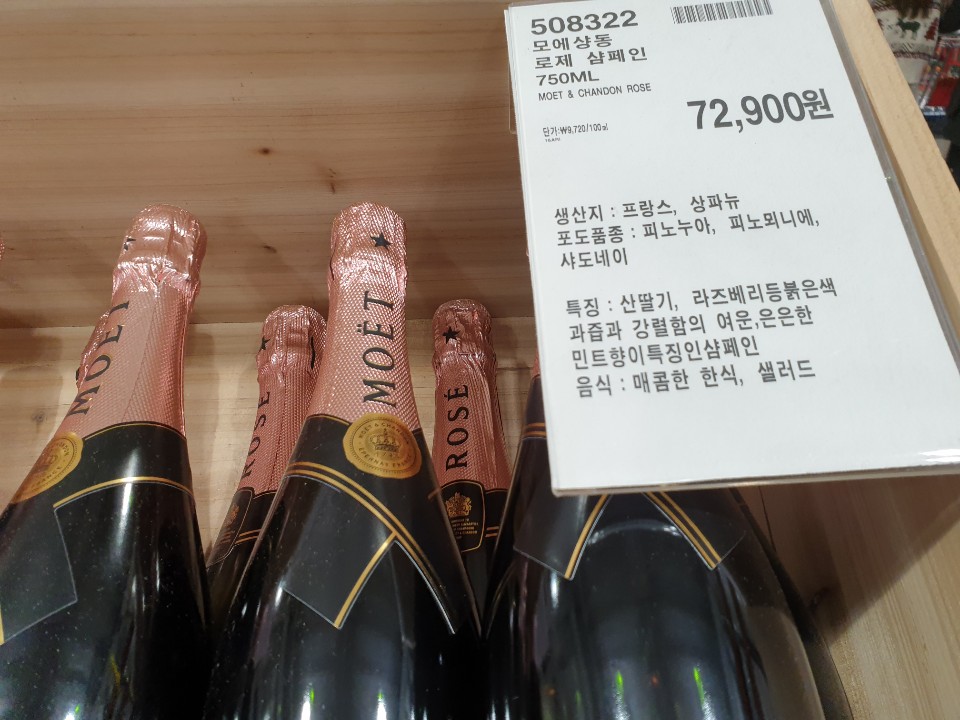 508322
모에샹동
로제 샴페인
750ML
MOET & CHANDON ROSE
72,900원
단가:₩9,720/100㎖
생산지 : 프랑스, 상파뉴
포도품종 : 피노누아, 피노뫼니에,
샤도네이
특징 : 산딸기, 라즈베리등붉은색
과즙과 강렬함의 여운,은은한
민트향이특징인샴페인
음식 : 매콤한 한식, 샐러드
MOËT
ROSÉ
MOËT
ROSÉ